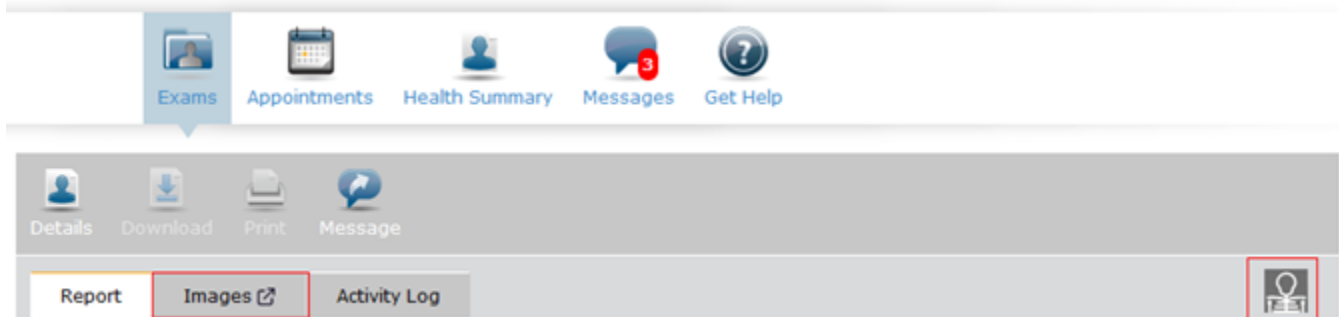 3
Exams Appointments Health Summary Messages Get Help
Details Download Print Message
Report Images Activity Log